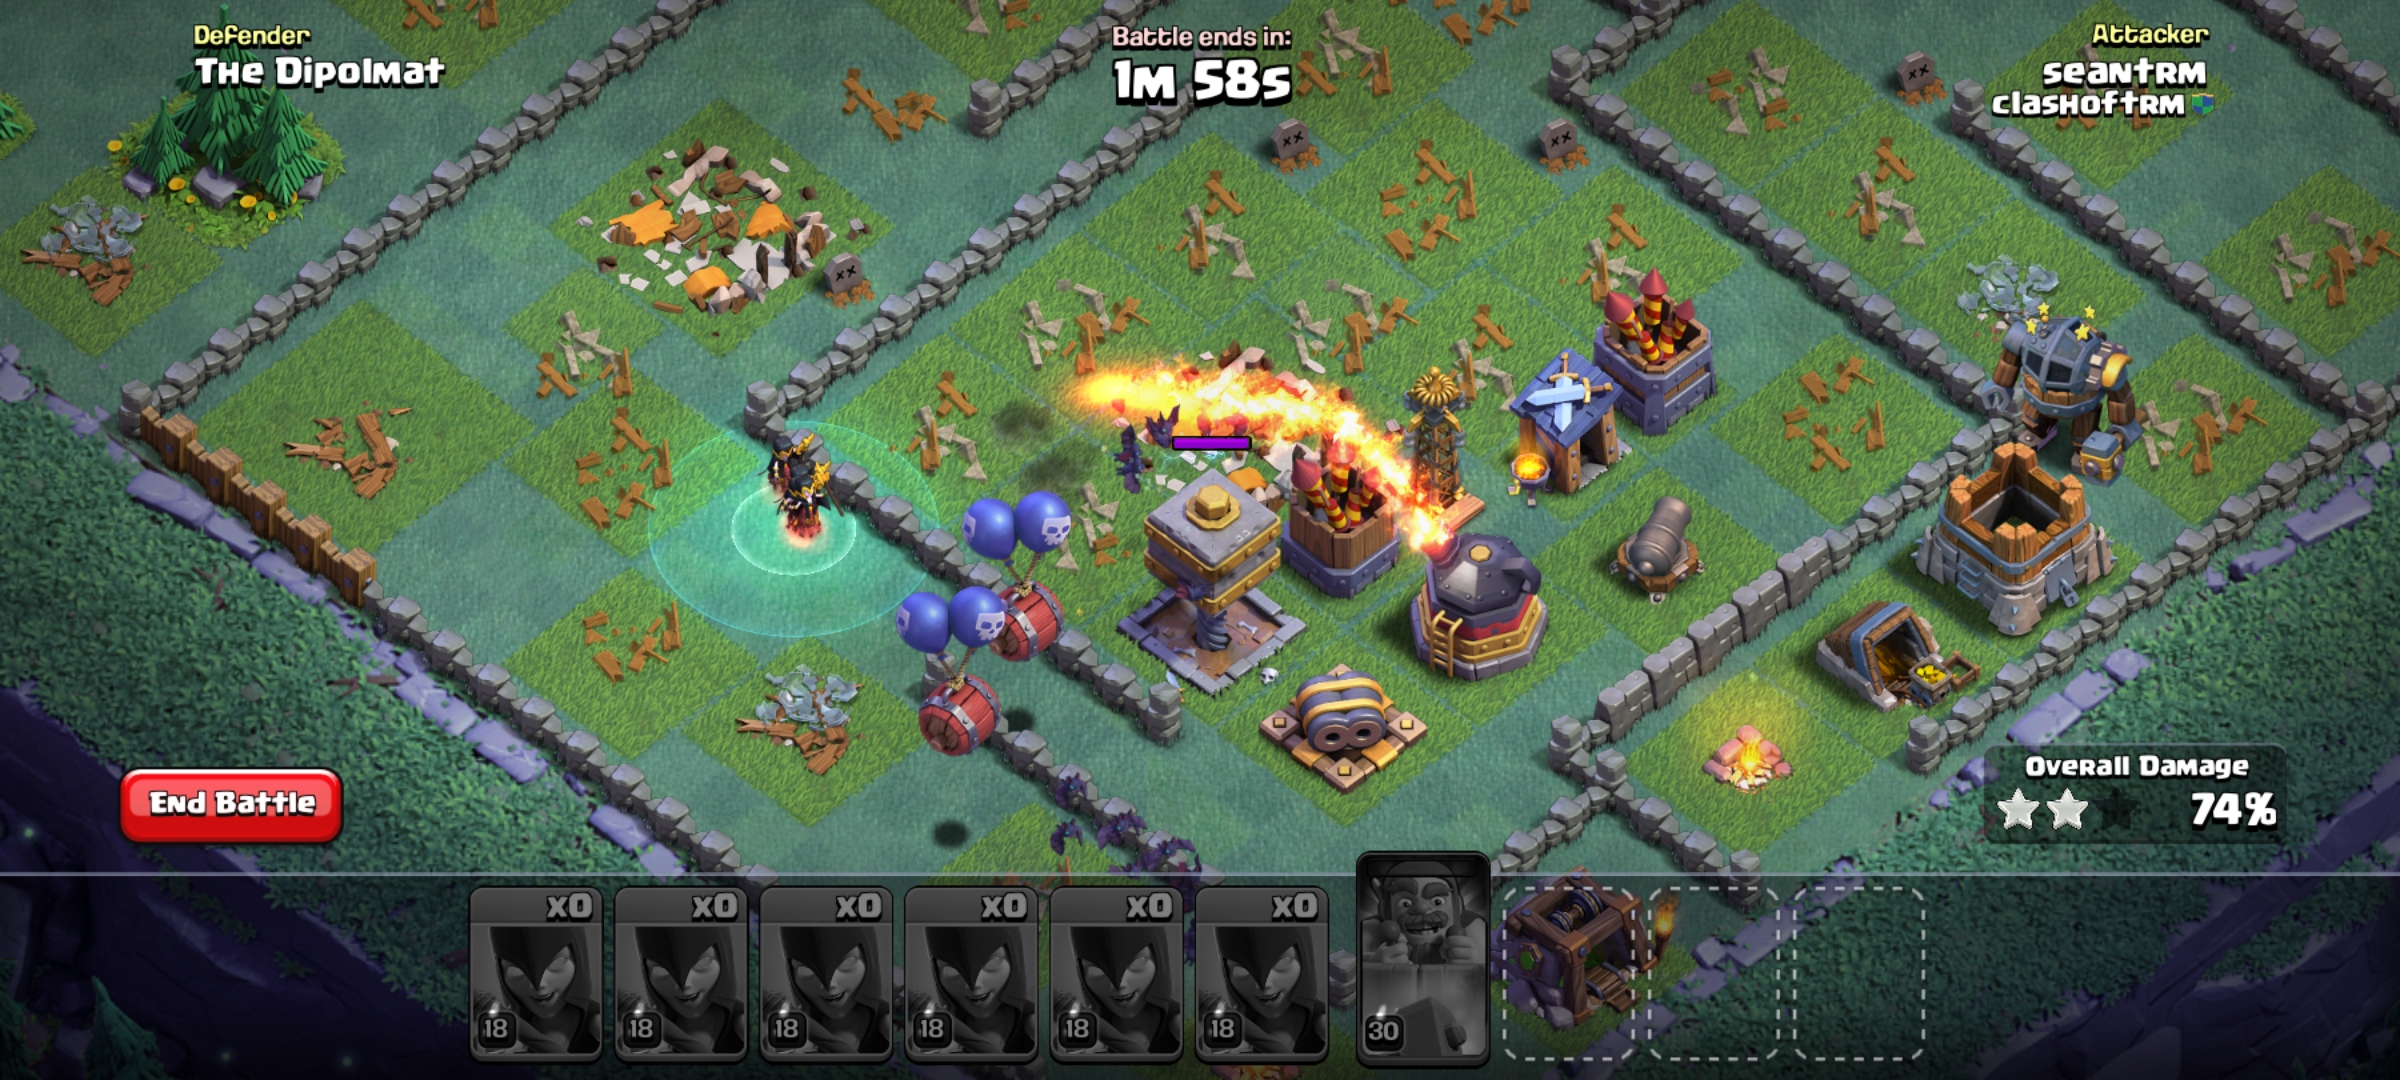 Defender
The Dipolmat
Battle ends in:
1M 58s
Attacker
seantRM
clashoftRM
End Battle
Overall Damage
74%
x0
x0
x0
x0
x0
x0
18
18
18
18
18
18
30